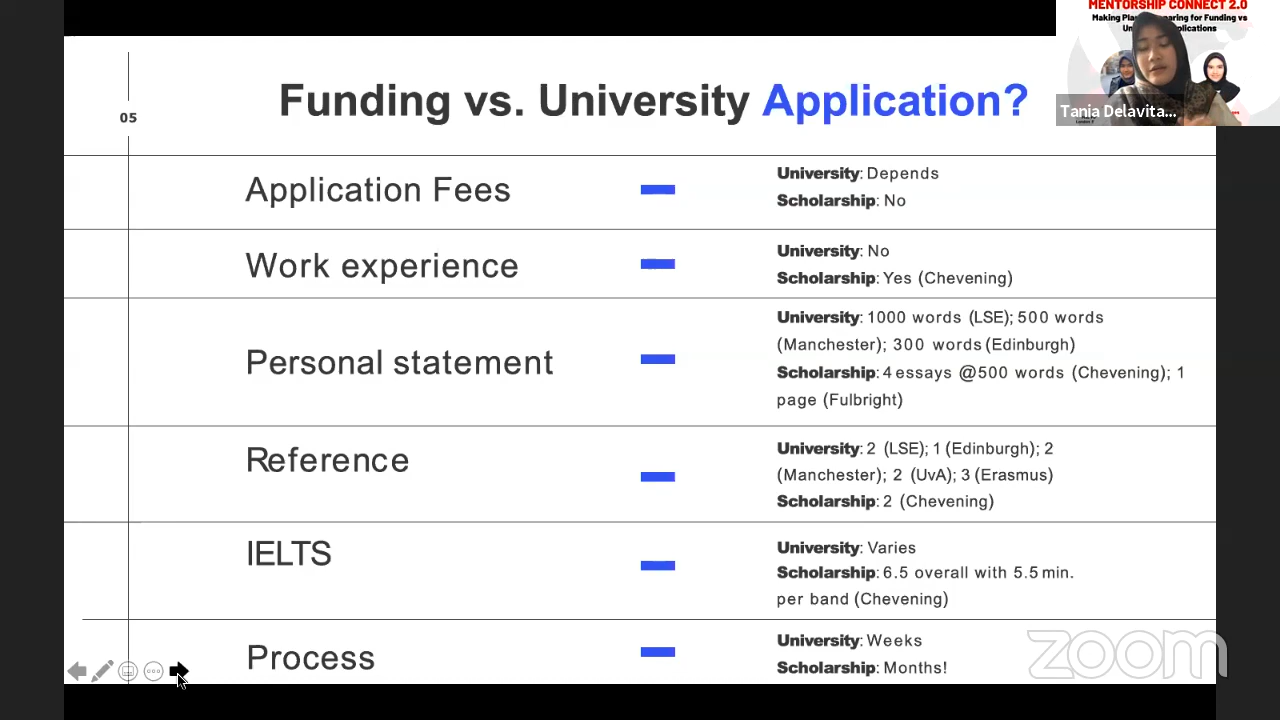 MENTORSHIP CONNECT 2.0
Tania Delavita...
05
Funding vs. University Application?
Application Fees
University: Depends
Scholarship: No
Work experience
University: No
Scholarship: Yes (Chevening)
Personal statement
University: 1000 words (LSE); 500 words
(Manchester); 300 words (Edinburgh)
Scholarship: 4 essays @500 words (Chevening); 1
page (Fulbright)
Reference
University: 2 (LSE); 1 (Edinburgh); 2
(Manchester); 2 (UvA); 3 (Erasmus)
Scholarship: 2 (Chevening)
IELTS
University: Varies
Scholarship: 6.5 overall with 5.5 min.
per band (Chevening)
Process
University: Weeks
Scholarship: Months!
zoom